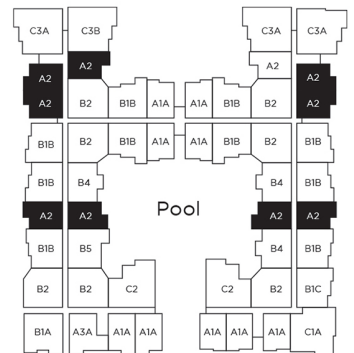 C3A C3B C3A C3A
A2 A2 A2 A2
A2 B2 B1B A1A A1A B1B B2 A2
B1B B2 B1B A1A A1A B1B B2 B1B
B1B B4 B4 B1B
Pool
A2 A2 A2 A2
B1B B5 B4 B1B
B2 B2 C2 C2 B2 B1C
B1A A3A A1A A1A A1A A1A A1A C1A